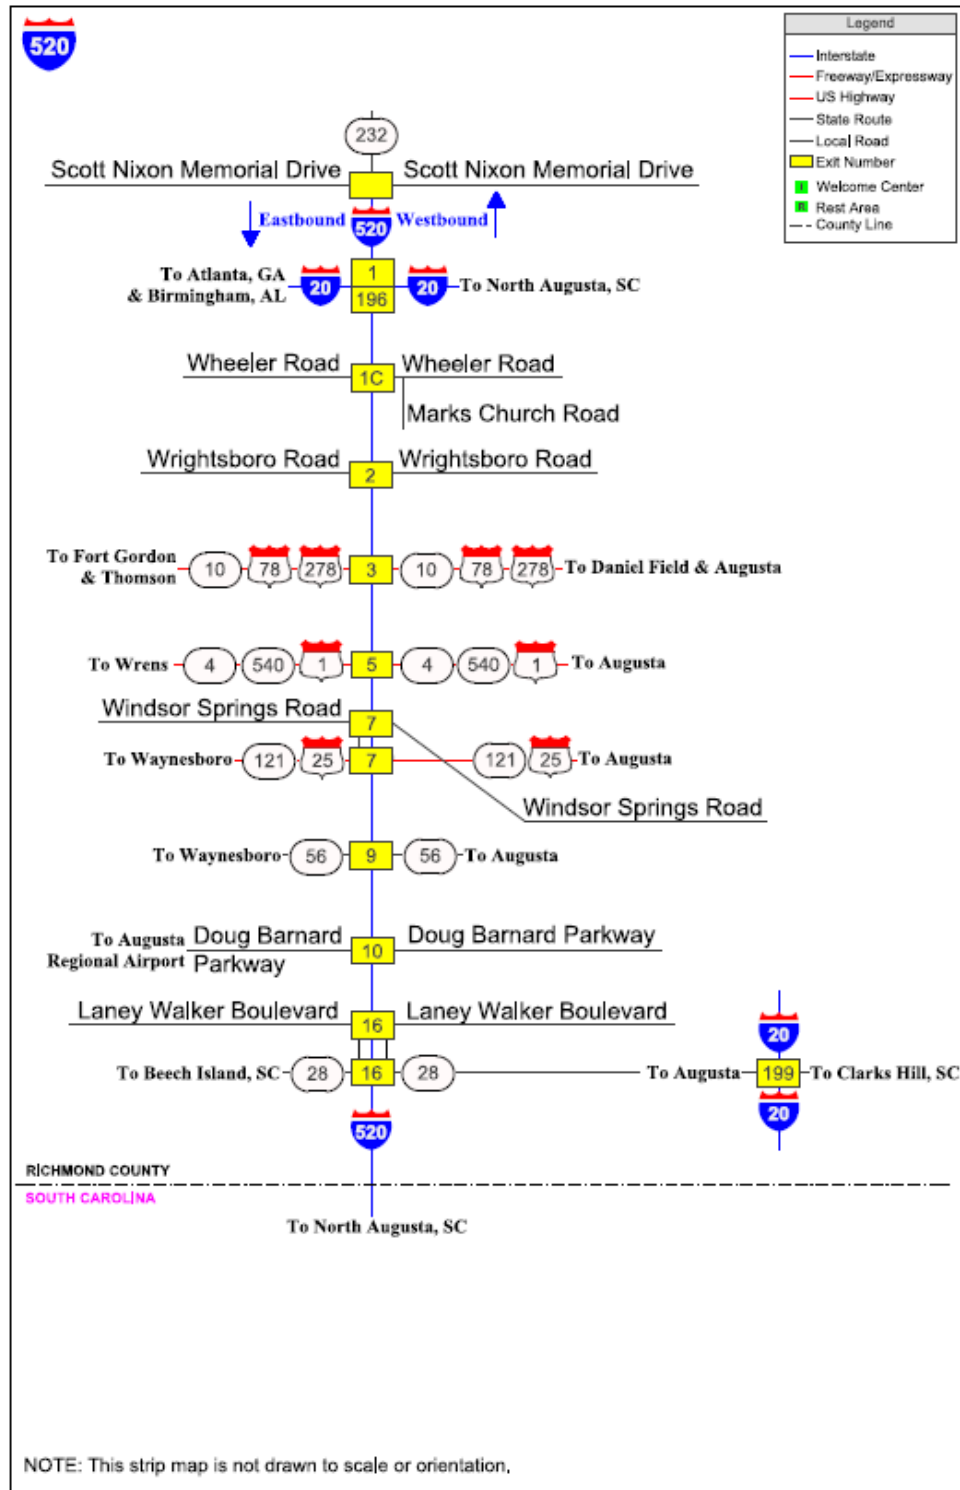 520
Legend
Interstate
Freeway/Expressway
US Highway
State Route
Local Road
Exit Number
I Welcome Center
R Rest Area
County Line
232
Scott Nixon Memorial Drive Scott Nixon Memorial Drive
Eastbound 520 Westbound
To Atlanta, GA
& Birmingham, AL 20 1 196 20 To North Augusta, SC
Wheeler Road 1C Wheeler Road
Marks Church Road
Wrightsboro Road 2 Wrightsboro Road
To Fort Gordon
& Thomson 10 78 278 3 10 78 278 To Daniel Field & Augusta
To Wrens 4 540 1 5 4 540 1 To Augusta
Windsor Springs Road 7
To Waynesboro 121 25 7 121 25 To Augusta
Windsor Springs Road
To Waynesboro 56 9 56 To Augusta
To Augusta Doug Barnard 10 Doug Barnard Parkway
Regional Airport Parkway
Laney Walker Boulevard 16 Laney Walker Boulevard
20
To Beech Island, SC 28 16 28 To Augusta 199 To Clarks Hill, SC
520 20
RICHMOND COUNTY
SOUTH CAROLINA
To North Augusta, SC
NOTE: This strip map is not drawn to scale or orientation.